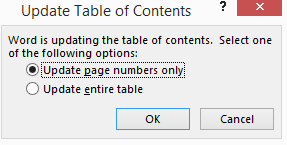 Update Table of Contents ? ×
Word is updating the table of contents. Select one
of the following options:
Update page numbers only
Update entire table
OK Cancel